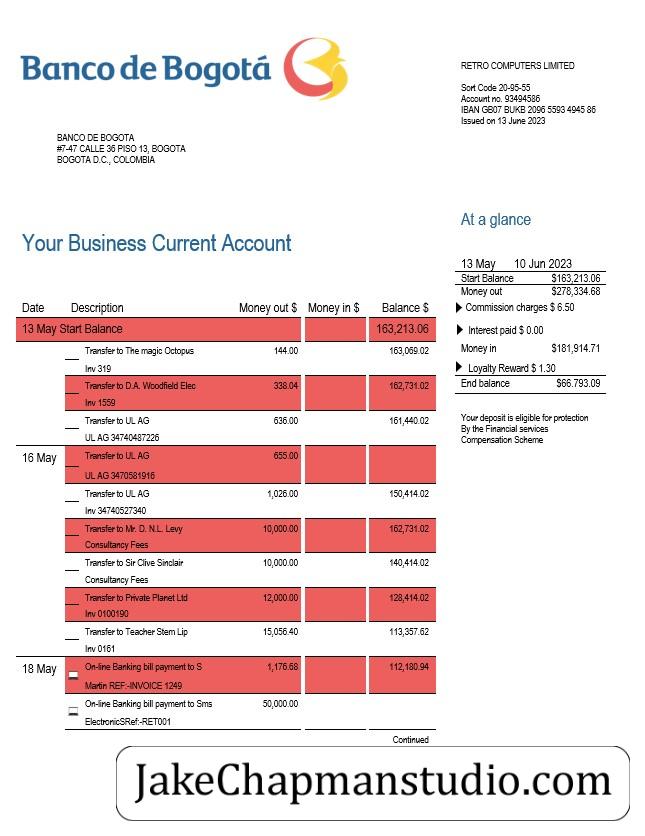 Banco de Bogotá
RETRO COMPUTERS LIMITED
Sort Code 20-95-55
Account no. 93494586
IBAN GB07 BUKB 2096 5593 4945 86
Issued on 13 June 2023
BANCO DE BOGOTA
#7-47 CALLE 36 PISO 13, BOGOTA
BOGOTA D.C., COLOMBIA
At a glance
Your Business Current Account
13 May 10 Jun 2023
Start Balance $163,213.06
Money out $278,334.68
Commission charges $ 6.50
Interest paid $ 0.00
Money in $181,914.71
Loyalty Reward $ 1.30
End balance $66.793.09
Your deposit is eligible for protection
By the Financial services
Compensation Scheme
Date Description Money out $ Money in $ Balance $
13 May Start Balance 163,213.06
Transfer to The magic Octopus 144.00 163,069.02
Inv 319
Transfer to D.A. Woodfield Elec 338.04 162,731.02
Inv 1559
Transfer to UL AG 636.00 161,440.02
UL AG 34740487226
16 May Transfer to UL AG 655.00
UL AG 3470581916
Transfer to UL AG 1,026.00 150,414.02
Inv 34740527340
Transfer to Mr. D. N.L. Levy 10,000.00 162,731.02
Consultancy Fees
Transfer to Sir Clive Sinclair 10,000.00 140,414.02
Consultancy Fees
Transfer to Private Planet Ltd 12,000.00 128,414.02
Inv 0100190
Transfer to Teacher Stem Lip 15,056.40 113,357.62
Inv 0161
18 May On-line Banking bill payment to S 1,176.68 112,180.94
Martin REF:-INVOICE 1249
On-line Banking bill payment to Sms 50,000.00
ElectronicSRef:-RET001
Continued
JakeChapmanstudio.com